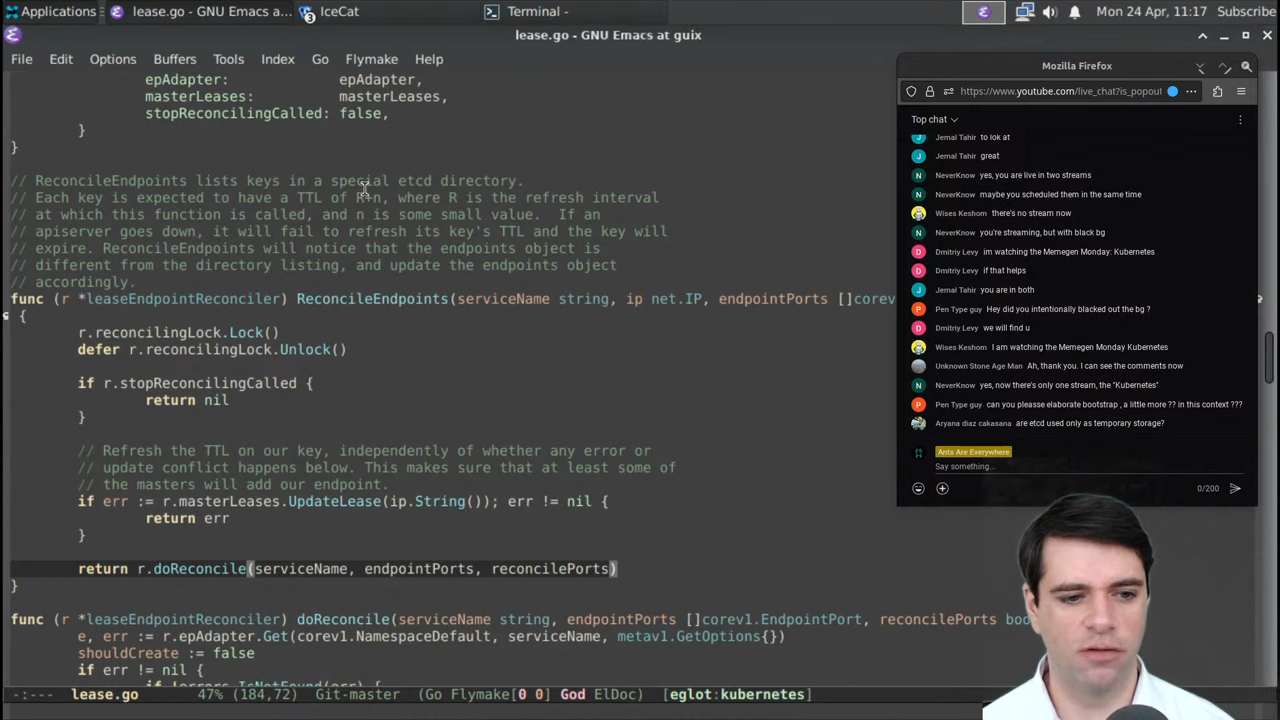 Applications
lease.go - GNU Emacs a...
3
IceCat
Terminal -
Mon 24 Apr, 11:17
Subscribe
lease.go - GNU Emacs at guix
File Edit Options Buffers Tools Index Go Flymake Help
epAdapter: epAdapter,
masterLeases: masterLeases,
stopReconcilingCalled: false,
}
}
// ReconcileEndpoints lists keys in a special etcd directory.
// Each key is expected to have a TTL of R+n, where R is the refresh interval
// at which this function is called, and n is some small value.  If an
// apiserver goes down, it will fail to refresh its key's TTL and the key will
// expire. ReconcileEndpoints will notice that the endpoints object is
// different from the directory listing, and update the endpoints object
// accordingly.
func (r *leaseEndpointReconciler) ReconcileEndpoints(serviceName string, ip net.IP, endpointPorts []corev
{
r.reconcilingLock.Lock()
defer r.reconcilingLock.Unlock()
if r.stopReconcilingCalled {
return nil
}
// Refresh the TTL on our key, independently of whether any error or
// update conflict happens below. This makes sure that at least some of
// the masters will add our endpoint.
if err := r.masterLeases.UpdateLease(ip.String()); err != nil {
return err
}
return r.doReconcile(serviceName, endpointPorts, reconcilePorts)
}
func (r *leaseEndpointReconciler) doReconcile(serviceName string, endpointPorts []corev1.EndpointPort, reconcilePorts boo
e, err := r.epAdapter.Get(corev1.NamespaceDefault, serviceName, metav1.GetOptions{})
shouldCreate := false
if err != nil {
if !errors.IsNotFound(err) {
-:--- lease.go 47% (184,72) Git-master (Go Flymake[0 0] God ElDoc) [eglot:kubernetes]
Mozilla Firefox
https://www.youtube.com/live_chat?is_popout
Top chat
Jemal Tahir to lok at
Jemal Tahir great
NeverKnow yes, you are live in two streams
NeverKnow maybe you scheduled them in the same time
Wises Keshom there's no stream now
NeverKnow you're streaming, but with black bg
Dmitriy Levy im watching the Memegen Monday: Kubernetes
Dmitriy Levy if that helps
Jemal Tahir you are in both
Pen Type guy Hey did you intentionally blacked out the bg ?
Dmitriy Levy we will find u
Wises Keshom I am watching the Memegen Monday Kubernetes
Unknown Stone Age Man Ah, thank you. I can see the comments now
NeverKnow yes, now there's only one stream, the "Kubernetes"
Pen Type guy can you pleasse elaborate bootstrap , a little more ?? in this context ???
Aryana diaz cakasana are etcd used only as temporary storage?
Ants Are Everywhere
Say something...
0/200